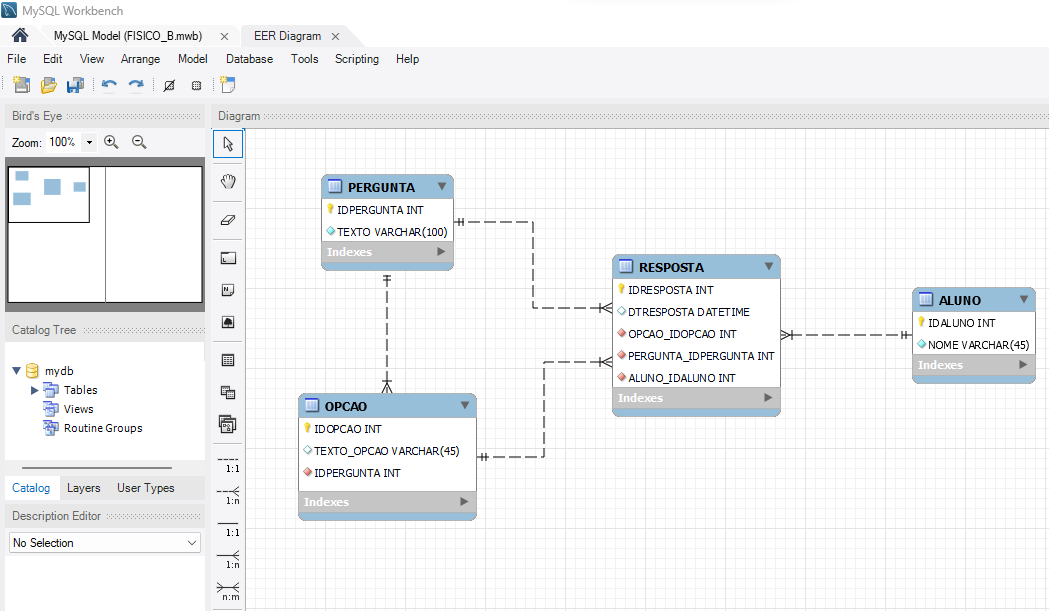 MySQL Workbench
MySQL Model (FISICO_B.mwb) ×
EER Diagram ×
File Edit View Arrange Model Database Tools Scripting Help
Bird's Eye
Zoom: 100%
Catalog Tree
mydb
Tables
Views
Routine Groups
Catalog Layers User Types
Description Editor
No Selection
Diagram
1:1
1:n
1:1
1:n
n:m
PERGUNTA
IDPERGUNTA INT
TEXTO VARCHAR(100)
Indexes
OPCAO
IDOPCAO INT
TEXTO_OPCAO VARCHAR(45)
IDPERGUNTA INT
Indexes
RESPOSTA
IDRESPOSTA INT
DTRESPOSTA DATETIME
OPCAO_IDOPCAO INT
PERGUNTA_IDPERGUNTA INT
ALUNO_IDALUNO INT
Indexes
ALUNO
IDALUNO INT
NOME VARCHAR(45)
Indexes